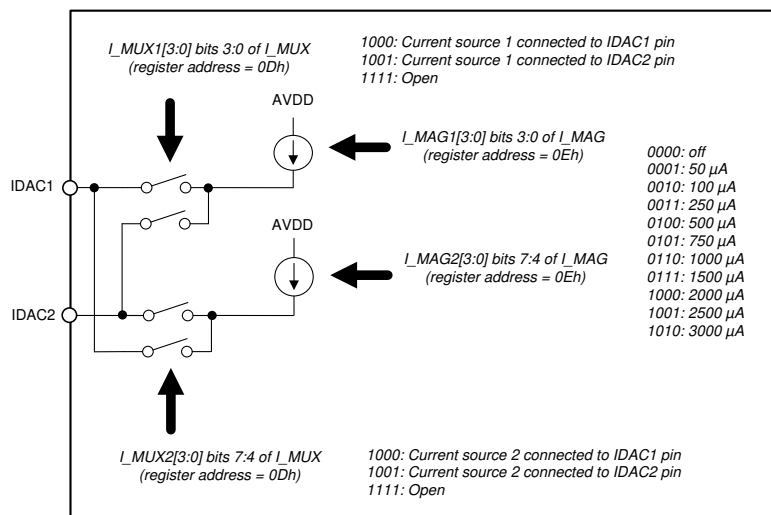 I_MUX1[3:0] bits 3:0 of I_MUX
(register address = 0Dh)
1000: Current source 1 connected to IDAC1 pin
1001: Current source 1 connected to IDAC2 pin
1111: Open
AVDD
I_MAG1[3:0] bits 3:0 of I_MAG
(register address = 0Eh)
IDAC1
AVDD
I_MAG2[3:0] bits 7:4 of I_MAG
(register address = 0Eh)
0000: off
0001: 50 μA
0010: 100 μA
0011: 250 μA
0100: 500 μA
0101: 750 μA
0110: 1000 μA
0111: 1500 μA
1000: 2000 μA
1001: 2500 μA
1010: 3000 μA
IDAC2
I_MUX2[3:0] bits 7:4 of I_MUX
(register address = 0Dh)
1000: Current source 2 connected to IDAC1 pin
1001: Current source 2 connected to IDAC2 pin
1111: Open